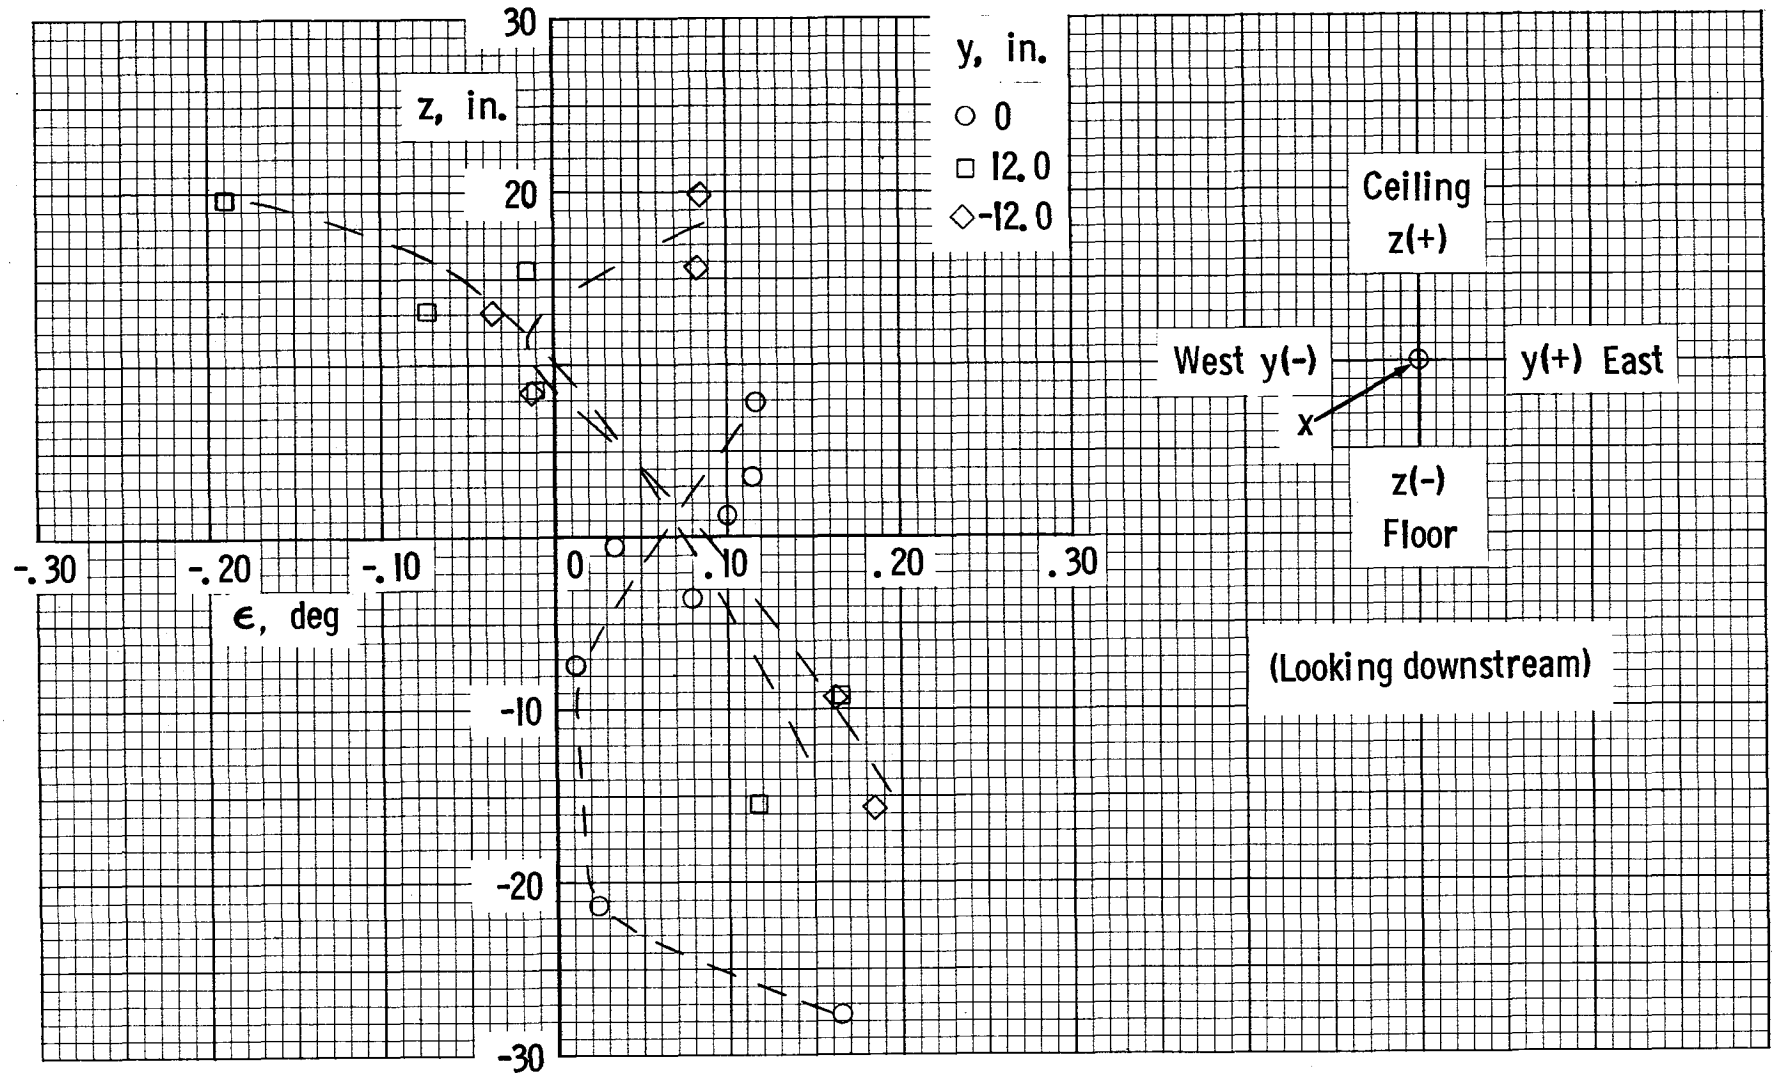 30
z, in.
20
-10
-20
-30
-.30
-.20
-.10
0
.10
.20
.30
ϵ, deg
y, in.
0
12.0
-12.0
Ceiling
z(+)
West y(-)
y(+) East
x
z(-)
Floor
(Looking downstream)